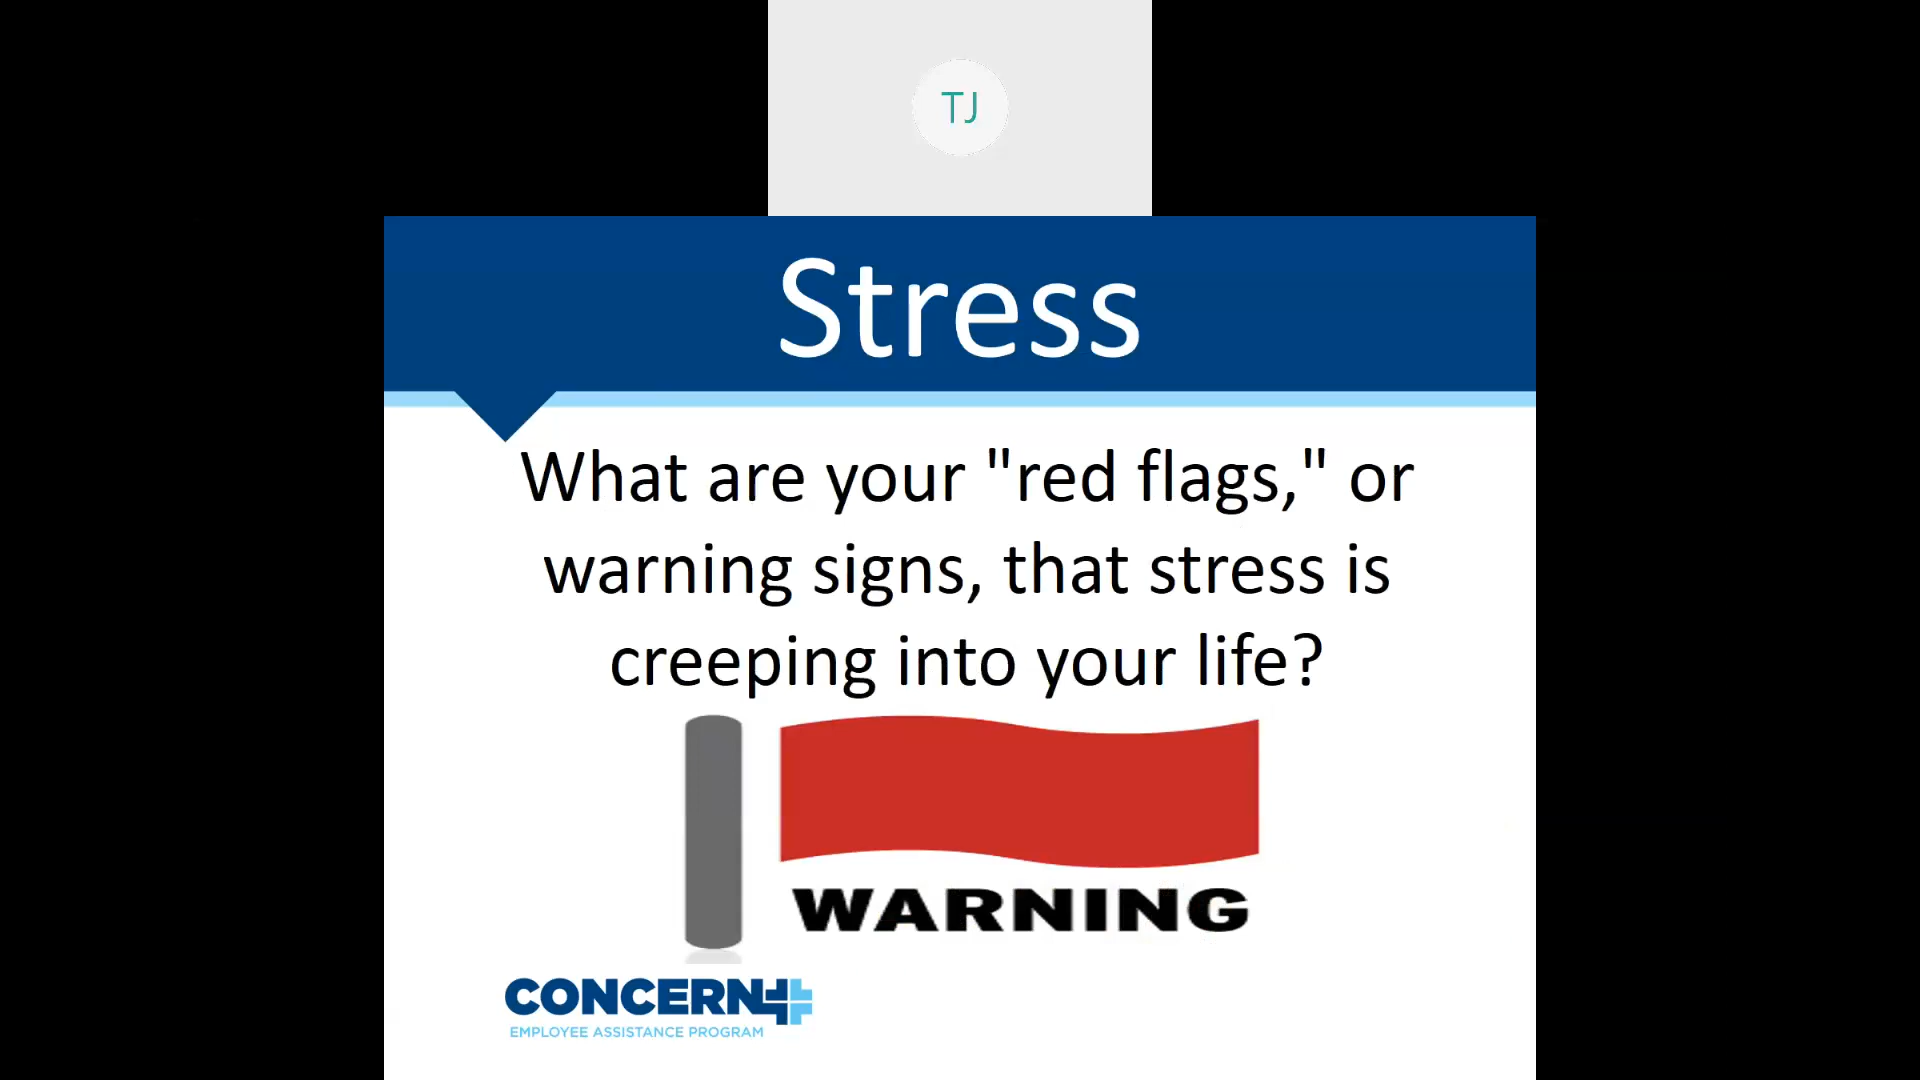 TJ
Stress
What are your "red flags," or
warning signs, that stress is
creeping into your life?
WARNING
CONCERN
EMPLOYEE ASSISTANCE PROGRAM